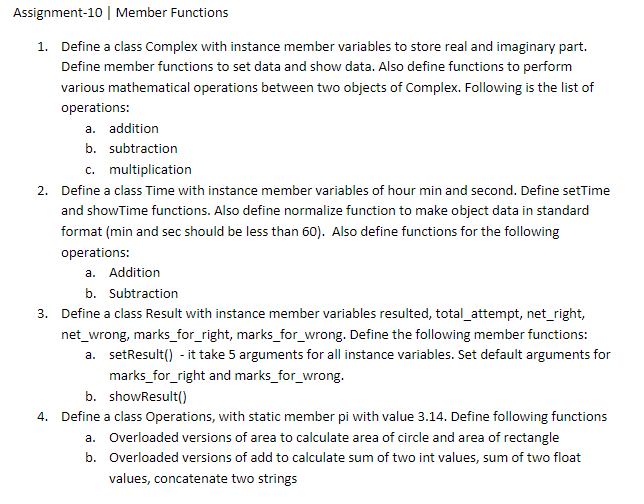 Assignment-10 | Member Functions
1. Define a class Complex with instance member variables to store real and imaginary part.
Define member functions to set data and show data. Also define functions to perform
various mathematical operations between two objects of Complex. Following is the list of
operations:
a. addition
b. subtraction
c. multiplication
2. Define a class Time with instance member variables of hour min and second. Define setTime
and showTime functions. Also define normalize function to make object data in standard
format (min and sec should be less than 60). Also define functions for the following
operations:
a. Addition
b. Subtraction
3. Define a class Result with instance member variables resulted, total_attempt, net_right,
net_wrong, marks_for_right, marks_for_wrong. Define the following member functions:
a. setResult() - it take 5 arguments for all instance variables. Set default arguments for
marks_for_right and marks_for_wrong.
b. showResult()
4. Define a class Operations, with static member pi with value 3.14. Define following functions
a. Overloaded versions of area to calculate area of circle and area of rectangle
b. Overloaded versions of add to calculate sum of two int values, sum of two float
values, concatenate two strings